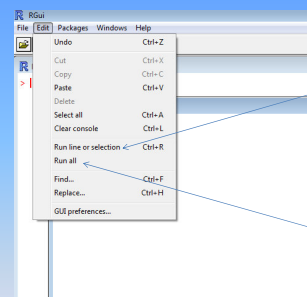 RGui
File Edit Packages Windows Help
Undo Ctrl+Z
Cut Ctrl+X
Copy Ctrl+C
Paste Ctrl+V
Delete
Select all Ctrl+A
Clear console Ctrl+L
Run line or selection Ctrl+R
Run all
Find... Ctrl+F
Replace... Ctrl+H
GUI preferences...
>